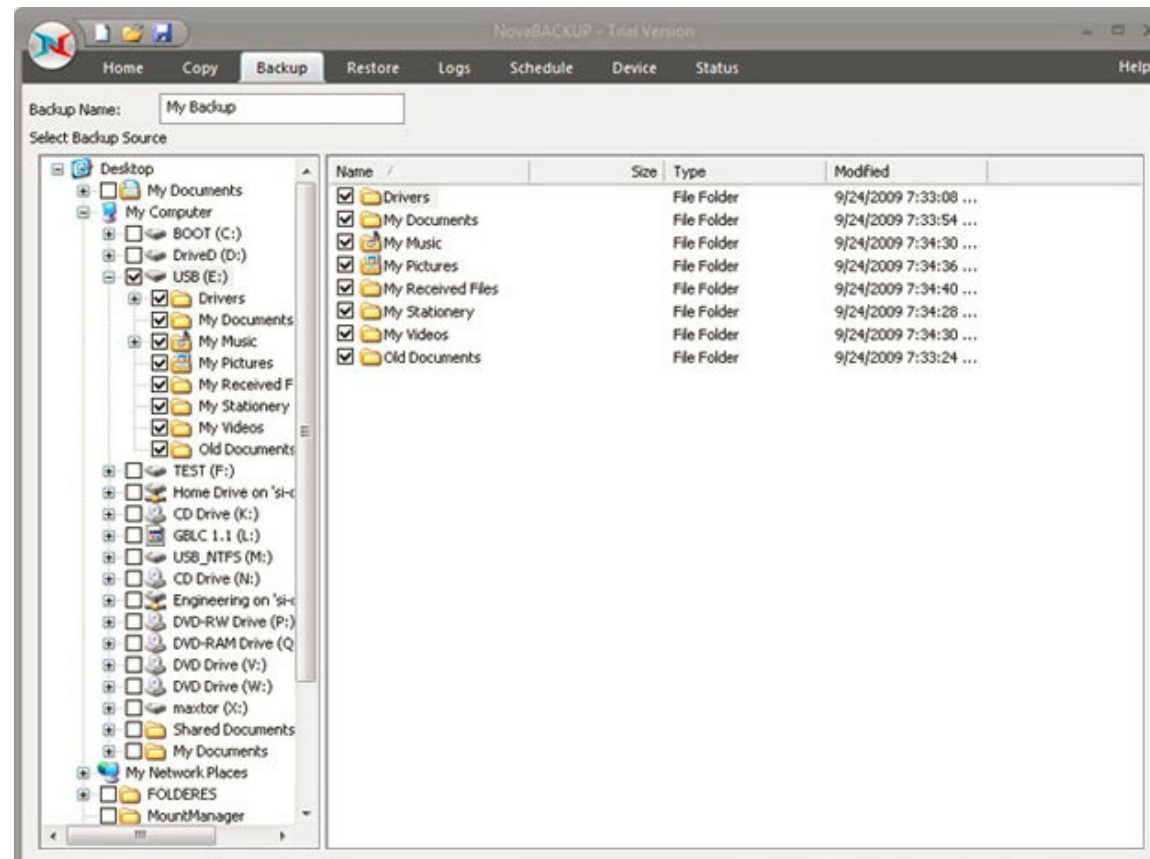 NovaBACKUP - Trial Version
Home Copy Backup Restore Logs Schedule Device Status Help
Backup Name: My Backup
Select Backup Source
Desktop
My Documents
My Computer
BOOT (C:)
DriveD (D:)
USB (E:)
Drivers
My Documents
My Music
My Pictures
My Received F
My Stationery
My Videos
Old Documents
TEST (F:)
Home Drive on 'si-c
CD Drive (K:)
GBLC 1.1 (L:)
USB_NTFS (M:)
CD Drive (N:)
Engineering on 'si-c
DVD-RW Drive (P:)
DVD-RAM Drive (Q
DVD Drive (V:)
DVD Drive (W:)
maxtor (X:)
Shared Documents
My Documents
My Network Places
FOLDERES
MountManager
Name Size Type Modified
Drivers File Folder 9/24/2009 7:33:08 ...
My Documents File Folder 9/24/2009 7:33:54 ...
My Music File Folder 9/24/2009 7:34:30 ...
My Pictures File Folder 9/24/2009 7:34:36 ...
My Received Files File Folder 9/24/2009 7:34:40 ...
My Stationery File Folder 9/24/2009 7:34:28 ...
My Videos File Folder 9/24/2009 7:34:30 ...
Old Documents File Folder 9/24/2009 7:33:24 ...